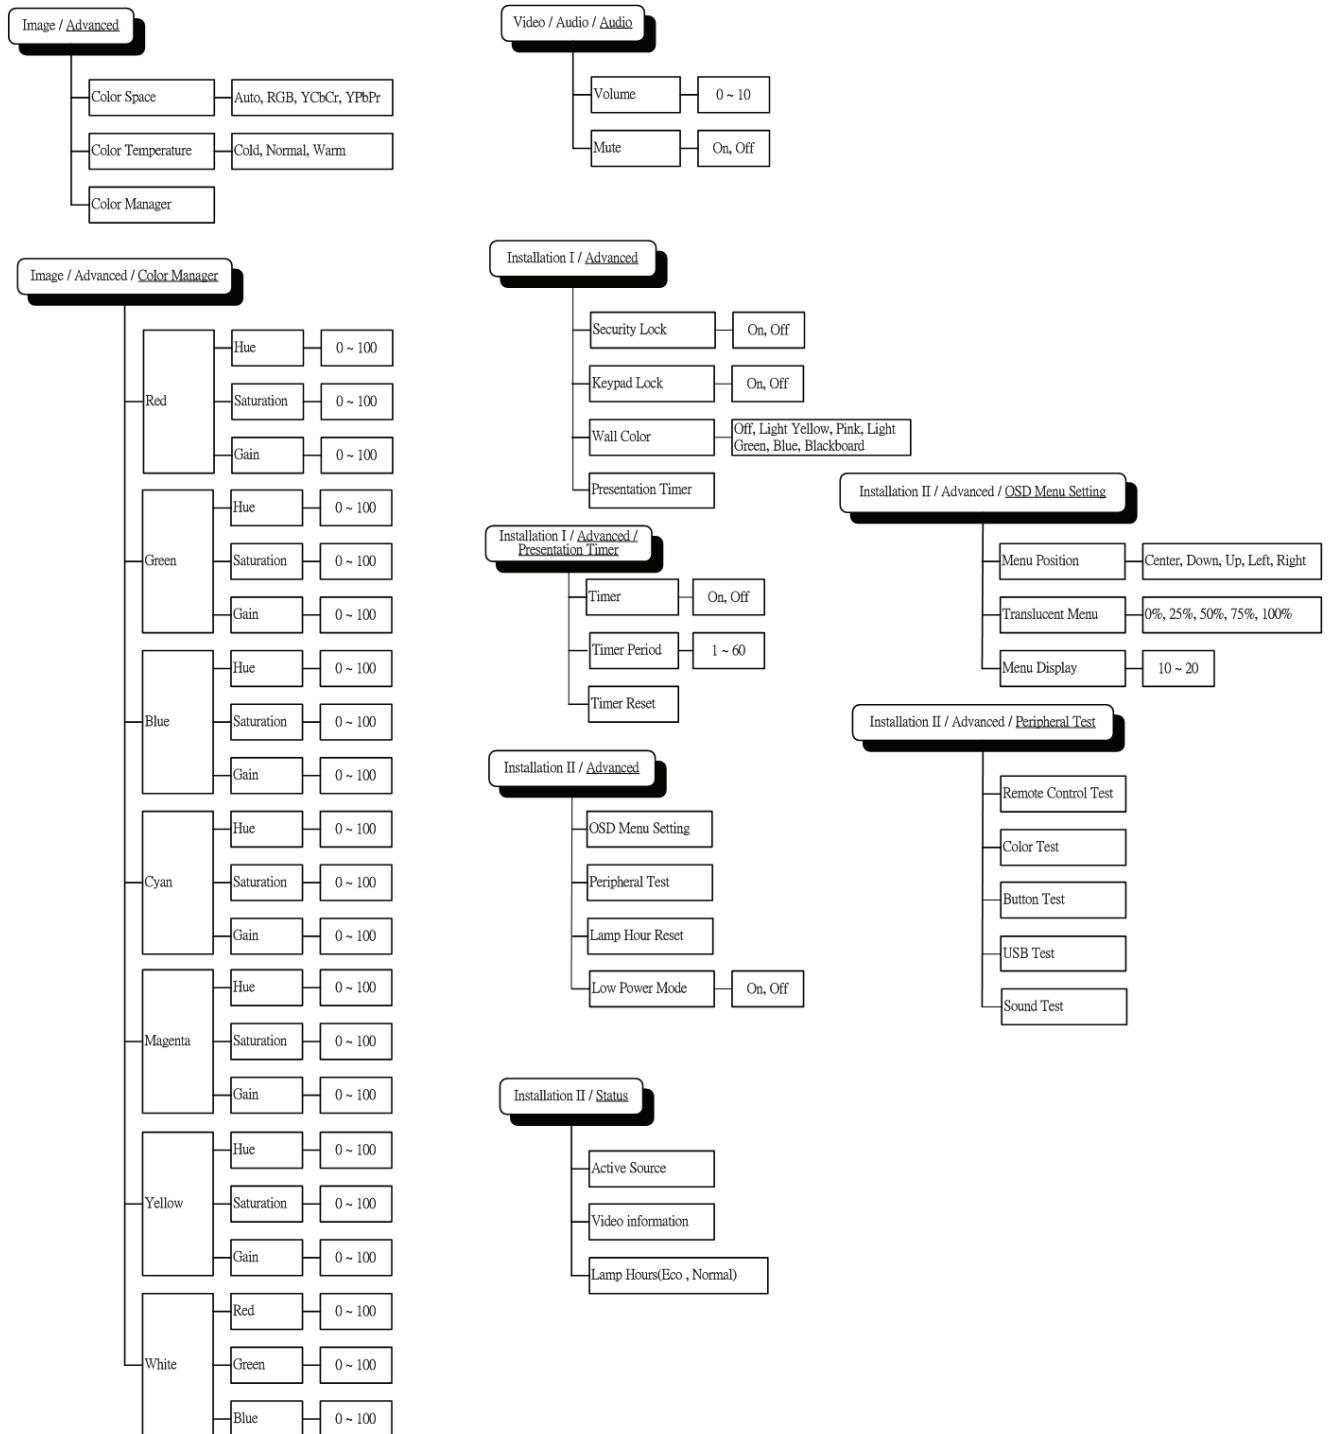 Image / Advanced
Color Space
Auto, RGB, YCbCr, YPbPr
Color Temperature
Cold, Normal, Warm
Color Manager
Image / Advanced / Color Manager
Red
Hue
0 ~ 100
Saturation
0 ~ 100
Gain
0 ~ 100
Green
Hue
0 ~ 100
Saturation
0 ~ 100
Gain
0 ~ 100
Blue
Hue
0 ~ 100
Saturation
0 ~ 100
Gain
0 ~ 100
Cyan
Hue
0 ~ 100
Saturation
0 ~ 100
Gain
0 ~ 100
Magenta
Hue
0 ~ 100
Saturation
0 ~ 100
Gain
0 ~ 100
Yellow
Hue
0 ~ 100
Saturation
0 ~ 100
Gain
0 ~ 100
White
Red
0 ~ 100
Green
0 ~ 100
Blue
0 ~ 100
Video / Audio / Audio
Volume
0 ~ 10
Mute
On, Off
Installation I / Advanced
Security Lock
On, Off
Keypad Lock
On, Off
Wall Color
Off, Light Yellow, Pink, Light
Green, Blue, Blackboard
Presentation Timer
Installation I / Advanced /
Presentation Timer
Timer
On, Off
Timer Period
1 ~ 60
Timer Reset
Installation II / Advanced
OSD Menu Setting
Peripheral Test
Lamp Hour Reset
Low Power Mode
On, Off
Installation II / Status
Active Source
Video information
Lamp Hours(Eco , Normal)
Installation II / Advanced / OSD Menu Setting
Menu Position
Center, Down, Up, Left, Right
Translucent Menu
0%, 25%, 50%, 75%, 100%
Menu Display
10 ~ 20
Installation II / Advanced / Peripheral Test
Remote Control Test
Color Test
Button Test
USB Test
Sound Test